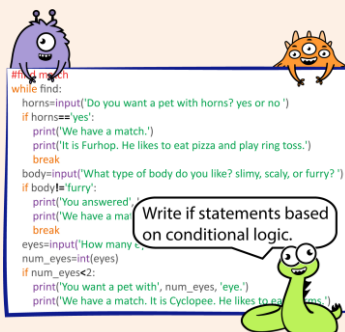 while find:
horns=input('Do you want a pet with horns? yes or no ')
if horns=='yes':
print('We have a match.')
print('It is Furhop. He likes to eat pizza and play ring toss.')
break
body=input('What type of body do you like? slimy, scaly, or furry? ')
if body!='furry':
print('You answered',
print('We have a
break
eyes=input('How many
num_eyes=int(eyes)
if num_eyes<2:
print('You want a pet with', num_eyes, 'eye.')
print('We have a match. It is Cyclopee. He likes to
Write if statements based
on conditional logic.